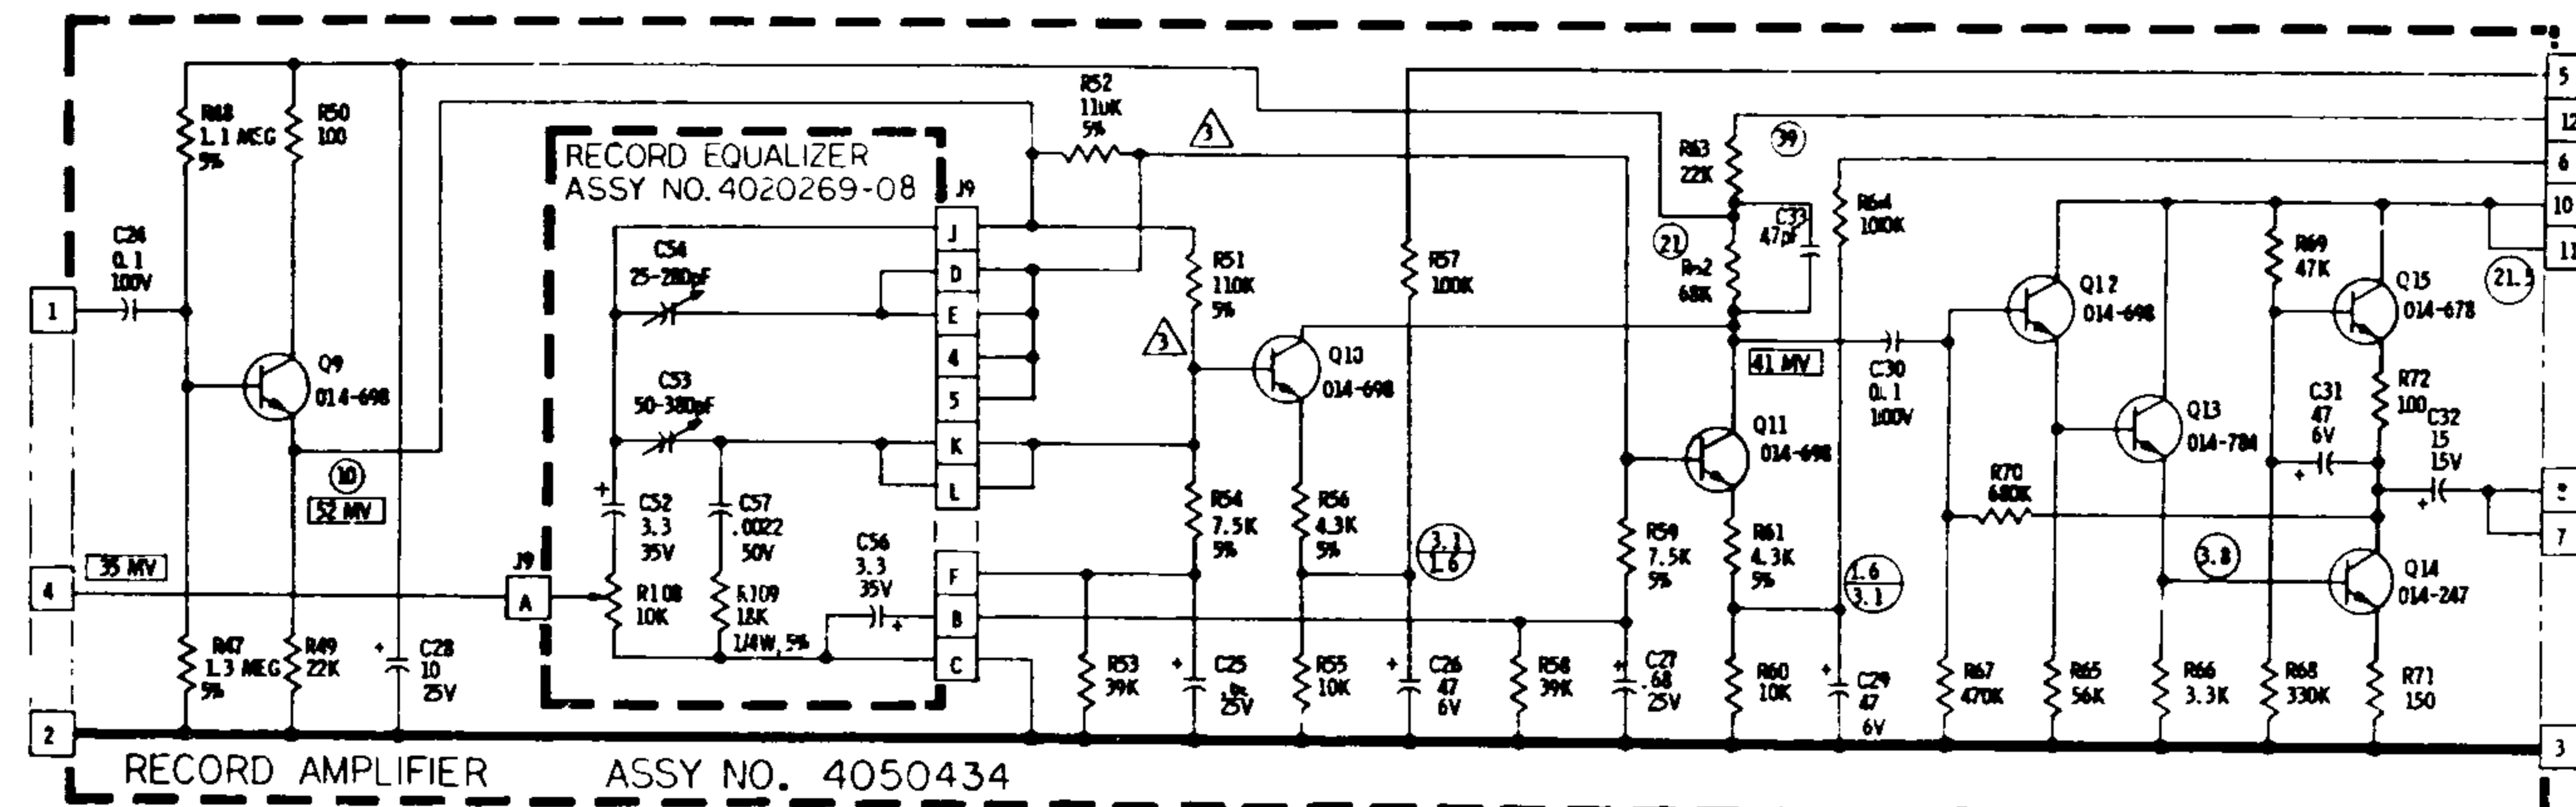 R48
1.1 MEG
5%
R50
100
C24
0.1
100V
1
Q9
014-698
10
52 MV
35 MV
4
R47
1.3 MEG
5%
R49
22K
+
C28
10
25V
2
RECORD AMPLIFIER ASSY NO. 4050434
RECORD EQUALIZER
ASSY NO. 4020269-08
J9
J
D
E
4
5
K
L
F
B
C
C54
25-280pF
C53
50-380pF
+
C52
3.3
35V
C57
.0022
50V
C56
3.3
35V
+
J9
A
R108
10K
R109
18K
1/4W, 5%
R52
110K
5%
3
R51
110K
5%
3
Q10
014-698
R54
7.5K
5%
R56
4.3K
5%
R53
39K
+
C25
25V
R55
10K
+
C26
47
6V
R57
100K
3.1
1.6
R58
39K
R59
7.5K
5%
+
C27
.68
25V
R63
22K
39
21
C33
47pF
R62
68K
R64
100K
41 MV
Q11
014-698
R61
4.3K
5%
1.6
3.1
R60
10K
+
C29
47
6V
C30
0.1
100V
Q12
014-698
Q13
014-784
R70
680K
R67
470K
R65
56K
R66
3.3K
3.8
R69
47K
Q15
014-678
R72
100
C31
47
6V
+
C32
15
15V
+
Q14
014-247
R68
330K
R71
150
21.5
5
12
6
10
11
7
3